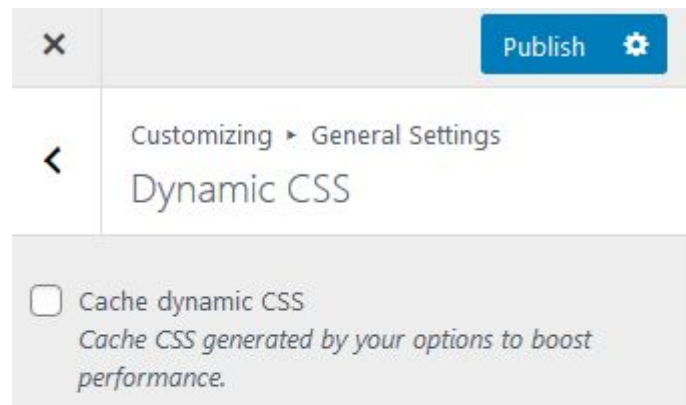 Publish
Customizing ▸ General Settings
Dynamic CSS
Cache dynamic CSS
Cache CSS generated by your options to boost
performance.